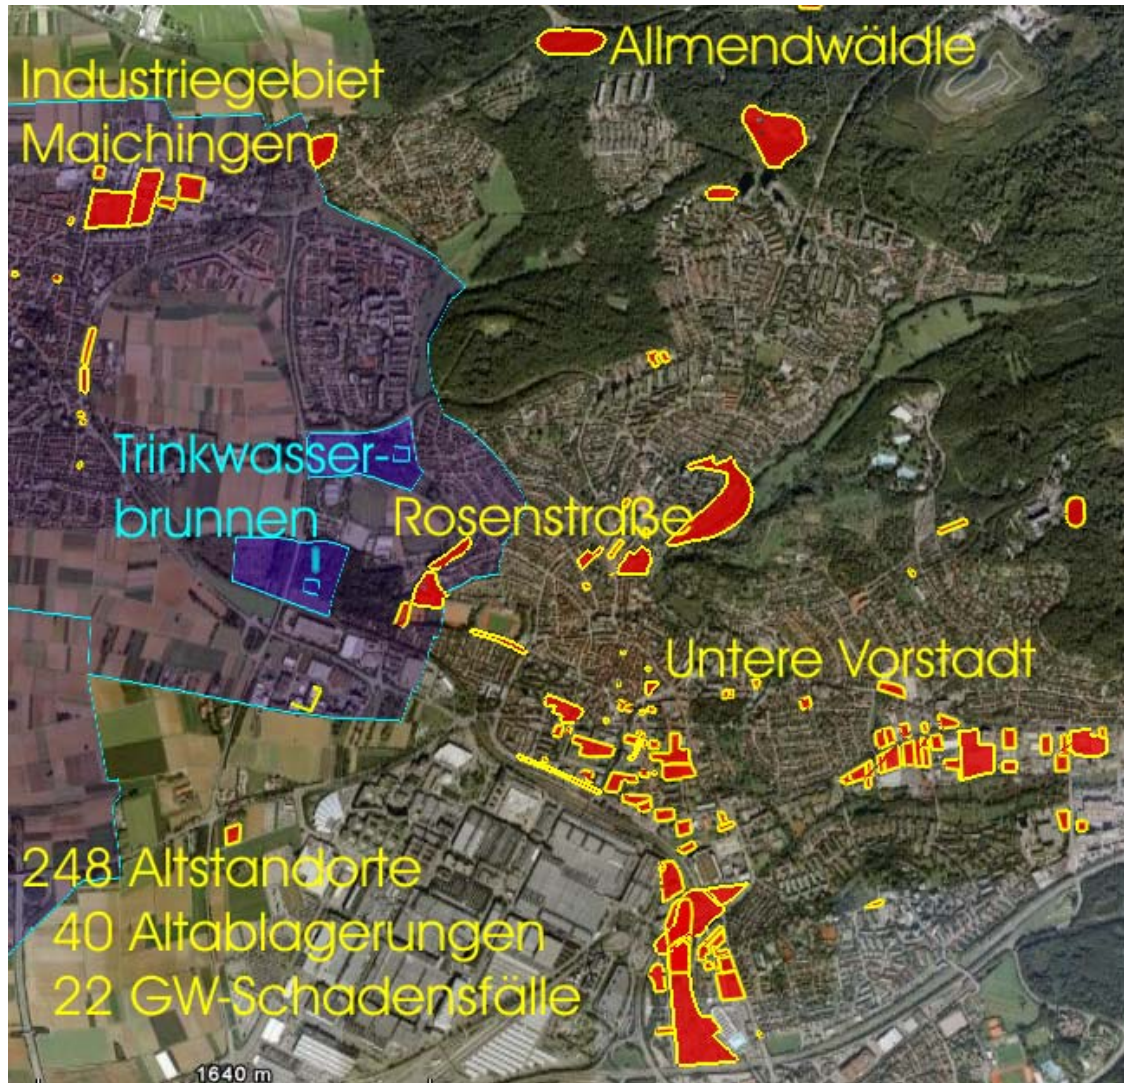 Allmendwäldle
Industriegebiet
Maichingen
Trinkwasser-
brunnen
Rosenstraße
Untere Vorstadt
248 Altstandorte
40 Altablagerungen
22 GW-Schadensfälle
1640 m